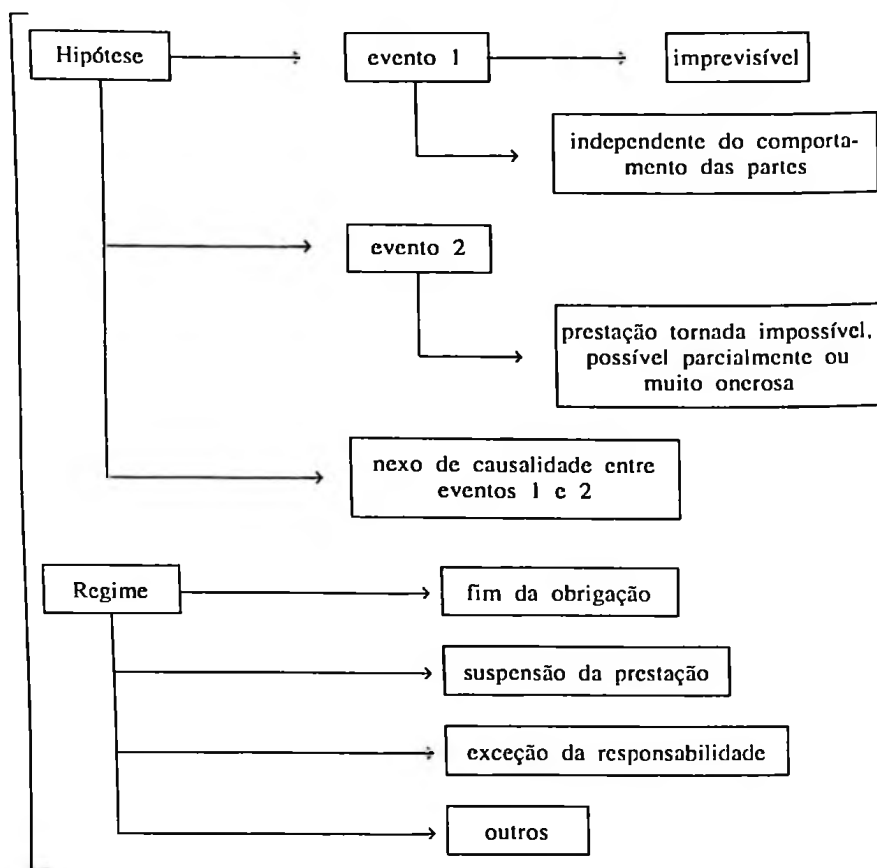 Hipótese
evento 1
imprevisível
independente do comporta-
mento das partes
evento 2
prestação tornada impossível,
possível parcialmente ou
muito onerosa
nexo de causalidade entre
eventos 1 e 2
Regime
fim da obrigação
suspensão da prestação
exceção da responsabilidade
outros